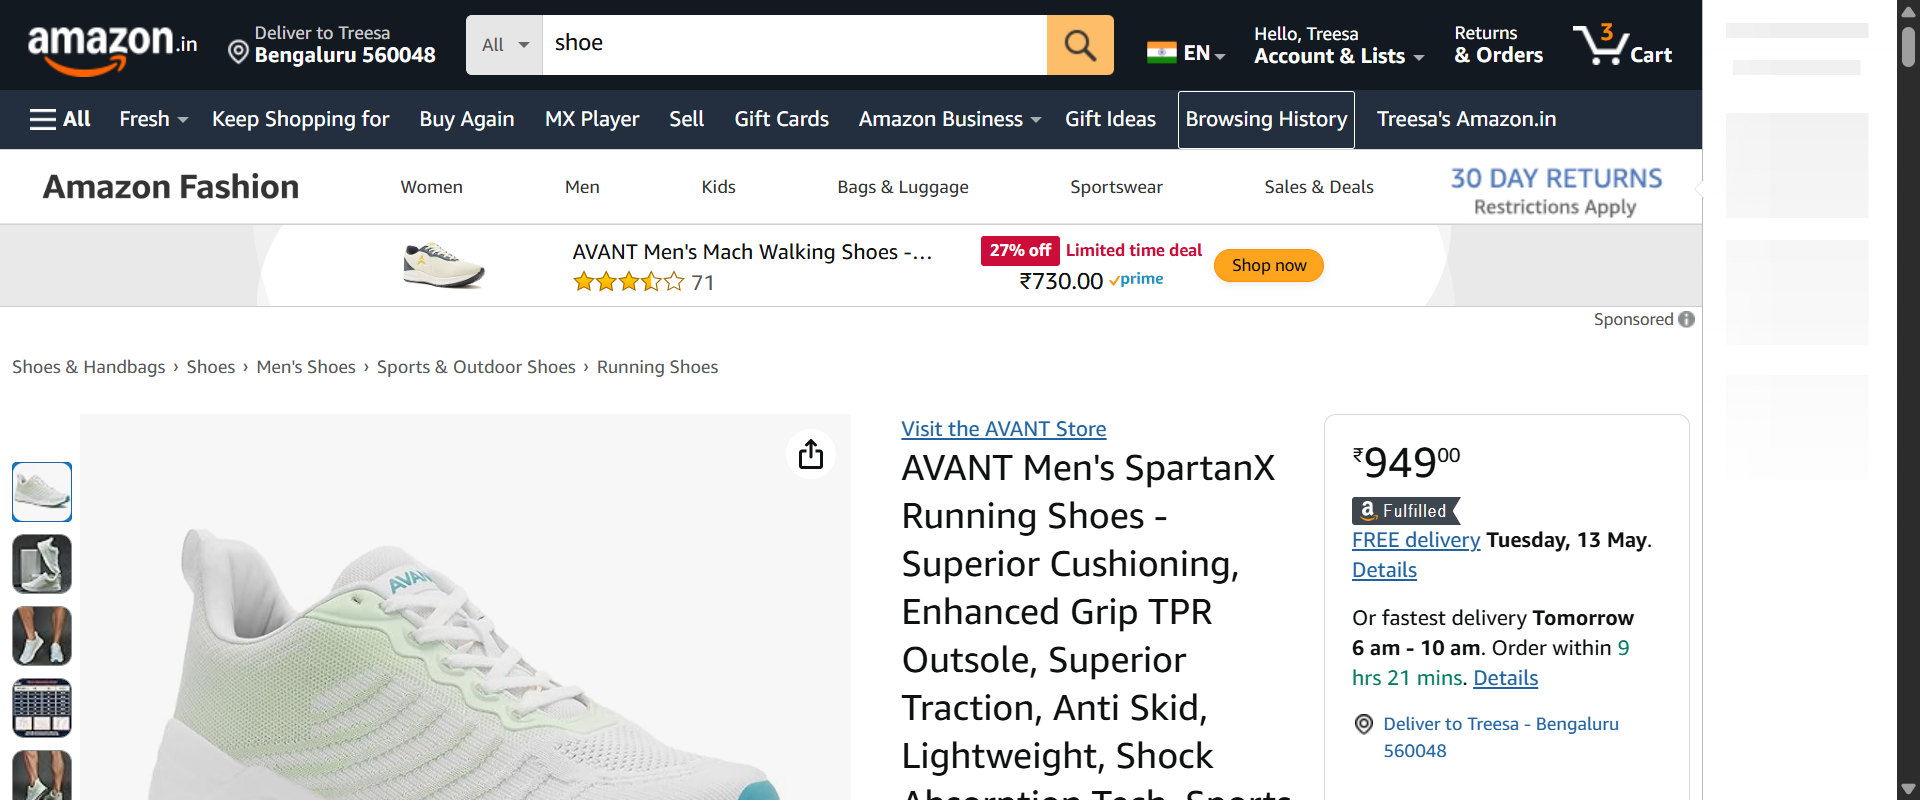 amazon.in
Deliver to Treesa
Bengaluru 560048
All
shoe
EN
Hello, Treesa
Account & Lists
Returns
& Orders
3
Cart
All
Fresh
Keep Shopping for
Buy Again
MX Player
Sell
Gift Cards
Amazon Business
Gift Ideas
Browsing History
Treesa's Amazon.in
Amazon Fashion
Women
Men
Kids
Bags & Luggage
Sportswear
Sales & Deals
30 DAY RETURNS
Restrictions Apply
AVANT Men's Mach Walking Shoes -...
71
27% off Limited time deal
₹730.00 prime
Shop now
Sponsored
Shoes & Handbags › Shoes › Men's Shoes › Sports & Outdoor Shoes › Running Shoes
AVANT
Visit the AVANT Store
AVANT Men's SpartanX
Running Shoes -
Superior Cushioning,
Enhanced Grip TPR
Outsole, Superior
Traction, Anti Skid,
Lightweight, Shock
Absorption Tech, Sports
₹94900
a Fulfilled
FREE delivery Tuesday, 13 May.
Details
Or fastest delivery Tomorrow
6 am - 10 am. Order within 9
hrs 21 mins. Details
Deliver to Treesa - Bengaluru
560048